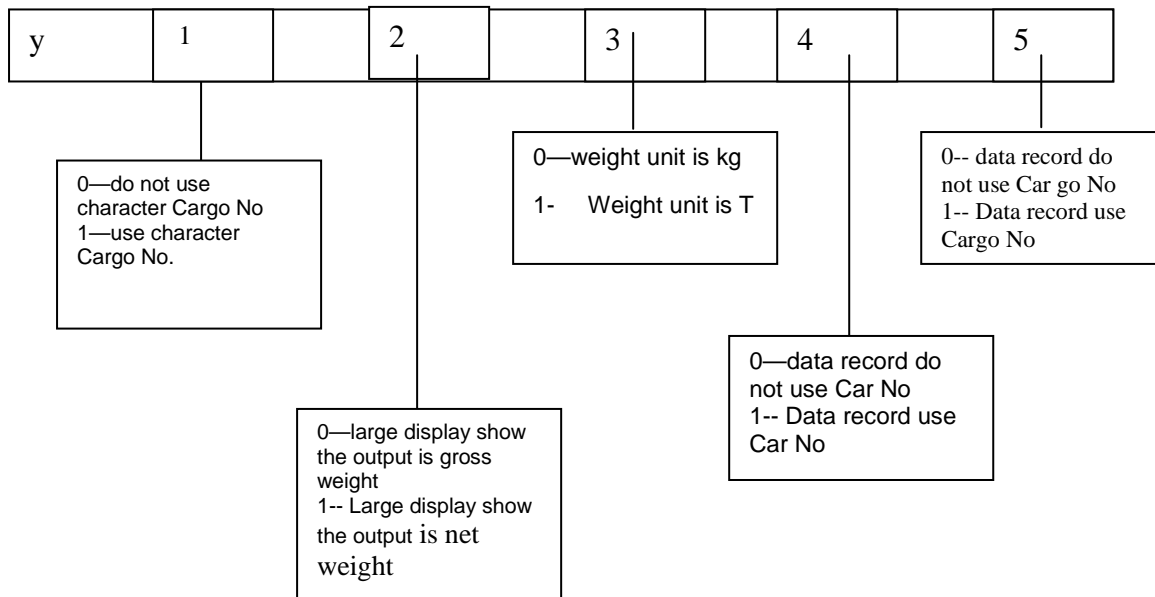 y 1 2 3 4 5
0—do not use
character Cargo No
1—use character
Cargo No.
0—large display show
the output is gross
weight
1-- Large display show
the output is net
weight
0—weight unit is kg
1- Weight unit is T
0—data record do
not use Car No
1-- Data record use
Car No
0-- data record do
not use Car go No
1-- Data record use
Cargo No